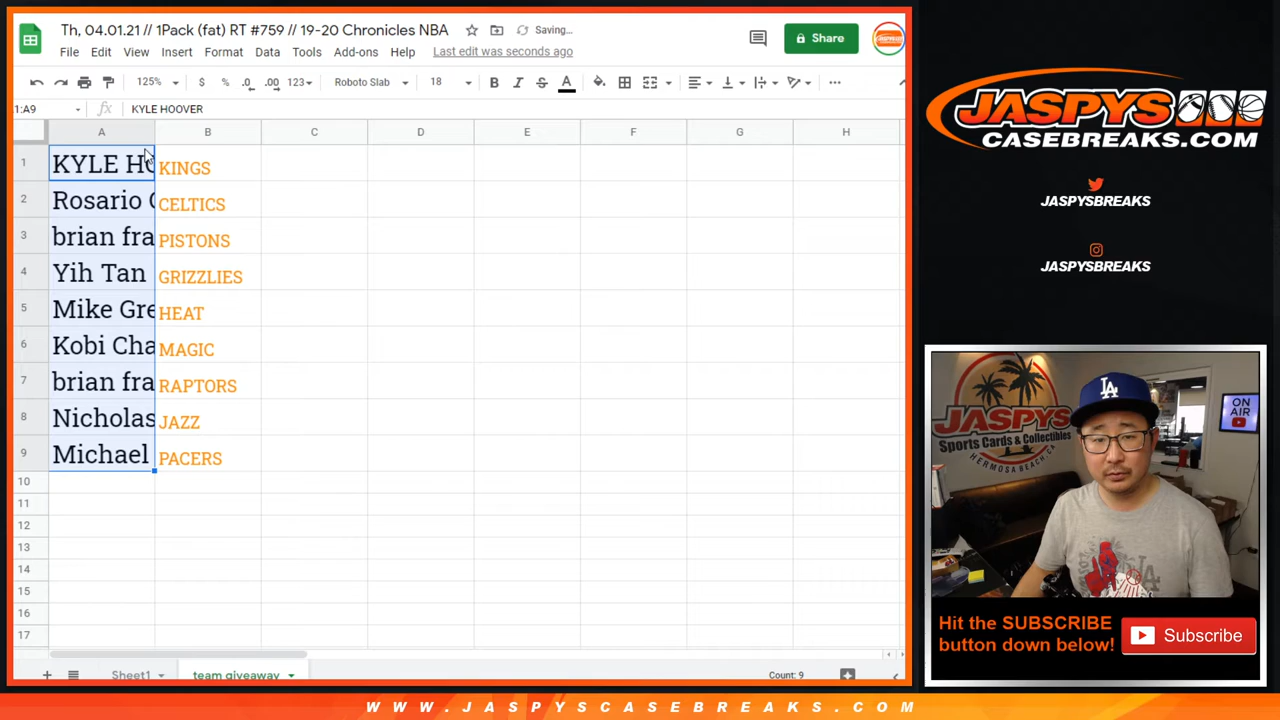 Th, 04.01.21 // 1Pack (fat) RT #759 // 19-20 Chronicles NBA
Saving...
Share
File Edit View Insert Format Data Tools Add-ons Help Last edit was seconds ago
125% $ % .0 .00 123 Roboto Slab 18 B I S A
1:A9 fx KYLE HOOVER
A B C D E F G H
1 KYLE HO KINGS
2 Rosario CELTICS
3 brian fra PISTONS
4 Yih Tan GRIZZLIES
5 Mike Gre HEAT
6 Kobi Cha MAGIC
7 brian fra RAPTORS
8 Nicholas JAZZ
9 Michael PACERS
10
11
12
13
14
15
16
17
Sheet1 team giveaway Count: 9
JASPYS
CASEBREAKS.COM
JASPYSBREAKS
JASPYSBREAKS
JASPYS
Sports Cards & Collectibles
HERMOSA BEACH, CA
LA
ON
AIR
Hit the SUBSCRIBE
button down below!
Subscribe
WWW.JASPYSCASEBREAKS.COM